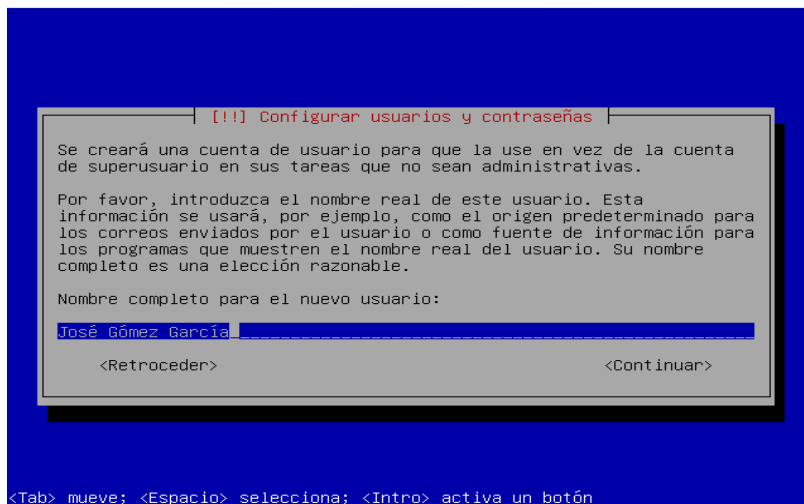 [!!] Configurar usuarios y contraseñas
Se creará una cuenta de usuario para que la use en vez de la cuenta
de superusuario en sus tareas que no sean administrativas.
Por favor, introduzca el nombre real de este usuario. Esta
información se usará, por ejemplo, como el origen predeterminado para
los correos enviados por el usuario o como fuente de información para
los programas que muestren el nombre real del usuario. Su nombre
completo es una elección razonable.
Nombre completo para el nuevo usuario:
José Gómez García
<Retroceder> <Continuar>
<Tab> mueve; <Espacio> selecciona; <Intro> activa un botón